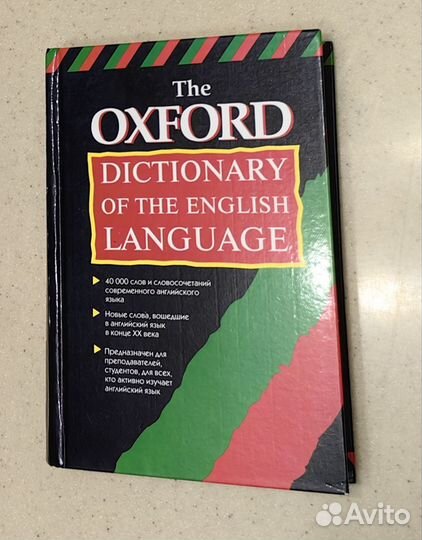 The
OXFORD
DICTIONARY
OF THE ENGLISH
LANGUAGE
40 000 слов и словосочетаний
современного английского
языка
Новые слова, вошедшие
в английский язык
в конце XX века
Предназначен для
преподавателей,
студентов, для всех,
кто активно изучает
английский язык
Avito